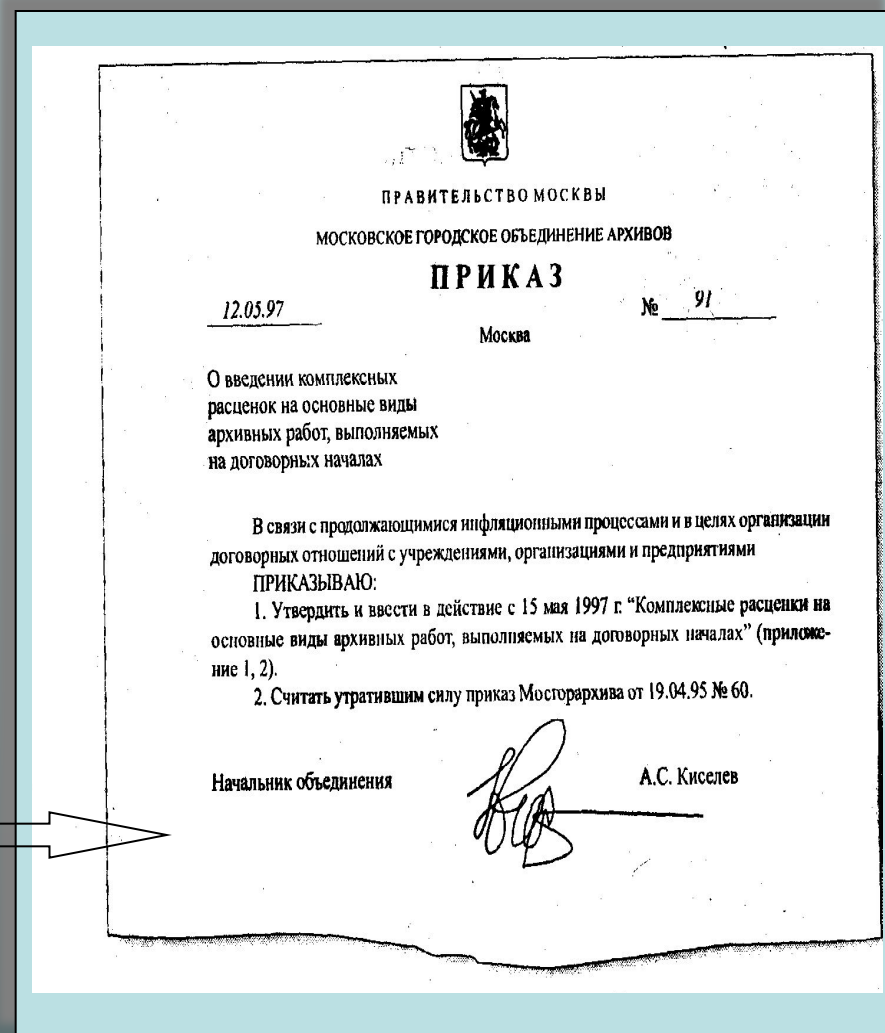 ПРАВИТЕЛЬСТВО МОСКВЫ
МОСКОВСКОЕ ГОРОДСКОЕ ОБЪЕДИНЕНИЕ АРХИВОВ
ПРИКАЗ
12.05.97 № 91
Москва
О введении комплексных
расценок на основные виды
архивных работ, выполняемых
на договорных началах
В связи с продолжающимися инфляционными процессами и в целях организации
договорных отношений с учреждениями, организациями и предприятиями
ПРИКАЗЫВАЮ:
1. Утвердить и ввести в действие с 15 мая 1997 г. “Комплексные расценки на
основные виды архивных работ, выполняемых на договорных началах” (приложе-
ние 1, 2).
2. Считать утратившим силу приказ Мосгорархива от 19.04.95 № 60.
Начальник объединения А.С. Киселев